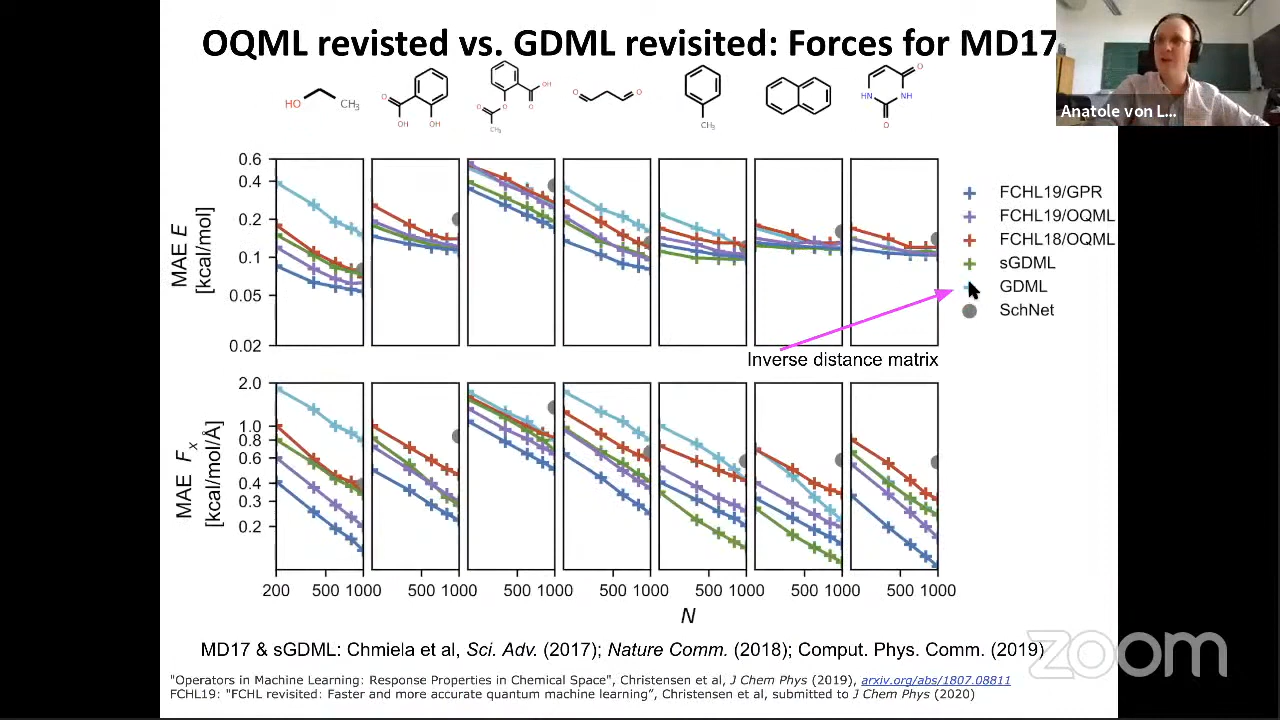 OQML revisted vs. GDML revisited: Forces for MD17
Anatole von L...
HO
CH₃
O
OH
OH
OH
O
O
O
CH₃
O
O
CH₃
O
HN
NH
O
0.6
0.4
0.2
0.1
0.05
0.02
MAE E
[kcal/mol]
FCHL19/GPR
FCHL19/OQML
FCHL18/OQML
sGDML
GDML
SchNet
Inverse distance matrix
2.0
1.0
0.8
0.6
0.4
0.3
0.2
MAE Fx
[kcal/mol/Å]
200 500 1000 500 1000 500 1000 500 1000 500 1000 500 1000 500 1000
N
MD17 & sGDML: Chmiela et al, Sci. Adv. (2017); Nature Comm. (2018); Comput. Phys. Comm. (2019)
zoom
"Operators in Machine Learning: Response Properties in Chemical Space", Christensen et al, J Chem Phys (2019), arxiv.org/abs/1807.08811
FCHL19: "FCHL revisited: Faster and more accurate quantum machine learning", Christensen et al, submitted to J Chem Phys (2020)